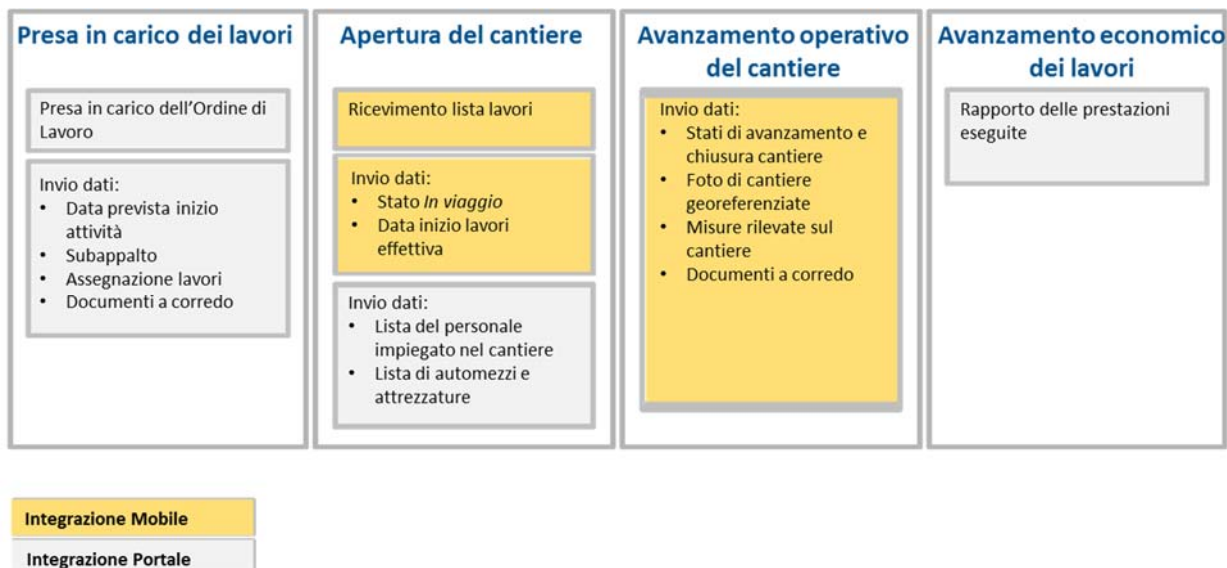 Presa in carico dei lavori
Presa in carico dell'Ordine di
Lavoro
Invio dati:
• Data prevista inizio
attività
• Subappalto
• Assegnazione lavori
• Documenti a corredo
Apertura del cantiere
Ricevimento lista lavori
Invio dati:
• Stato In viaggio
• Data inizio lavori
effettiva
Invio dati:
• Lista del personale
impiegato nel cantiere
• Lista di automezzi e
attrezzature
Avanzamento operativo
del cantiere
Invio dati:
• Stati di avanzamento e
chiusura cantiere
• Foto di cantiere
georeferenziate
• Misure rilevate sul
cantiere
• Documenti a corredo
Avanzamento economico
dei lavori
Rapporto delle prestazioni
eseguite
Integrazione Mobile
Integrazione Portale